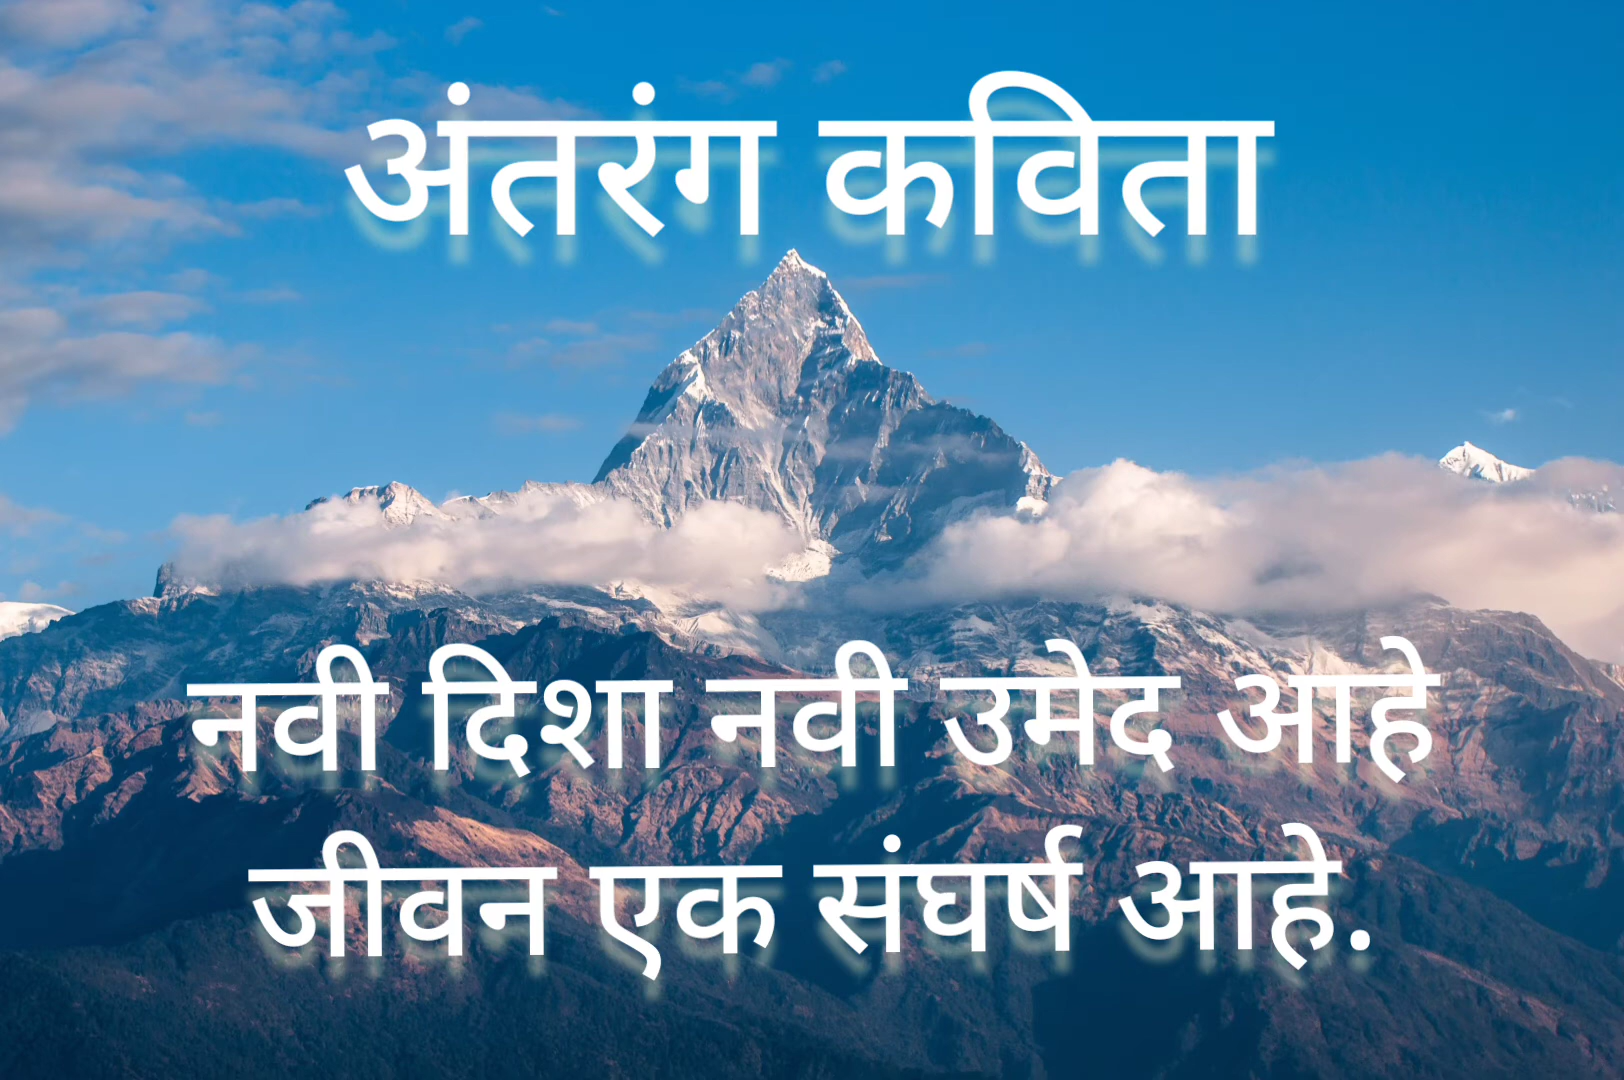 अंतरंग कविता
नवी दिशा नवी उमेद आहे
जीवन एक संघर्ष आहे.